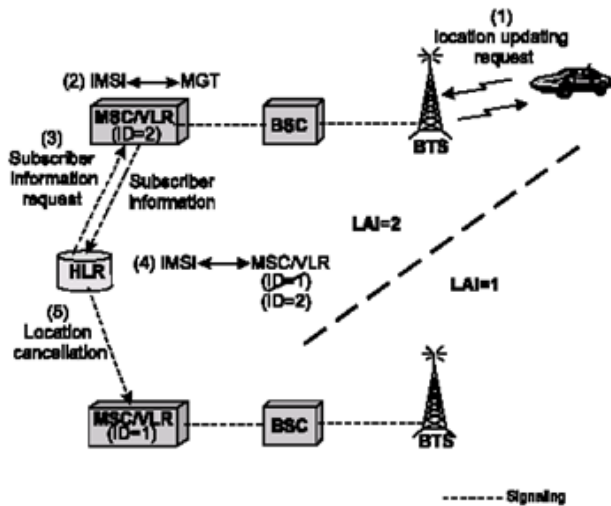 (1)
location updating
request
(2) IMSI MGT
MSC/VLR
(ID=2)
BSC
BTS
(3)
Subscriber
information
request
Subscriber
information
LAI=2
HLR
(4) IMSI MSC/VLR
(ID=1)
(ID=2)
LAI=1
(5)
Location
cancellation
MSC/VLR
(ID=1)
BSC
BTS
Signaling